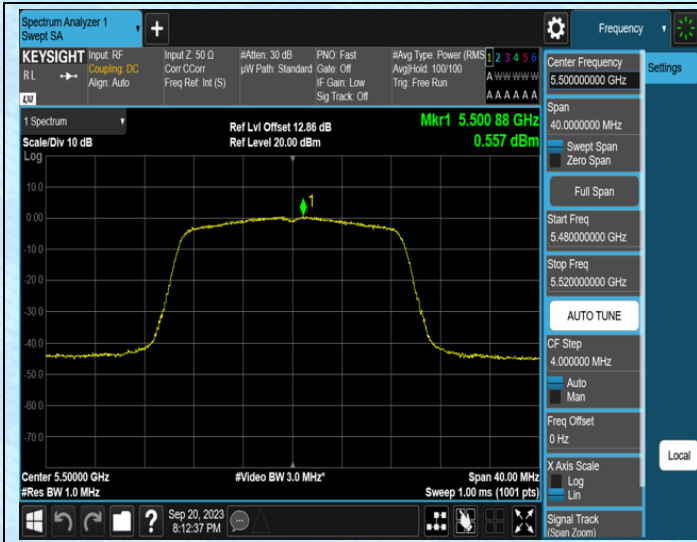 Spectrum Analyzer 1
Swept SA
Frequency
KEYSIGHT
RL
Input: RF
Coupling: DC
Align: Auto
Input Z: 50 Ω
Corr CCorr
Freq Ref: Int (S)
#Atten: 30 dB
µW Path: Standard
PNO: Fast
Gate: Off
IF Gain: Low
Sig Track: Off
#Avg Type: Power (RMS
Avg|Hold: 100/100
Trig: Free Run
1 2 3 4 5 6
A W W W W W
A A A A A A
LXI
1 Spectrum
Scale/Div 10 dB
Log
Ref Lvl Offset 12.86 dB
Ref Level 20.00 dBm
Mkr1 5.500 88 GHz
0.557 dBm
1
10.0
0.00
-10.0
-20.0
-30.0
-40.0
-50.0
-60.0
-70.0
Center 5.50000 GHz
#Res BW 1.0 MHz
#Video BW 3.0 MHz*
Span 40.00 MHz
Sweep 1.00 ms (1001 pts)
Sep 20, 2023
8:12:37 PM
Center Frequency
5.500000000 GHz
Span
40.0000000 MHz
Swept Span
Zero Span
Full Span
Start Freq
5.480000000 GHz
Stop Freq
5.520000000 GHz
AUTO TUNE
CF Step
4.000000 MHz
Auto
Man
Freq Offset
0 Hz
X Axis Scale
Log
Lin
Signal Track
(Span Zoom)
Settings
Local